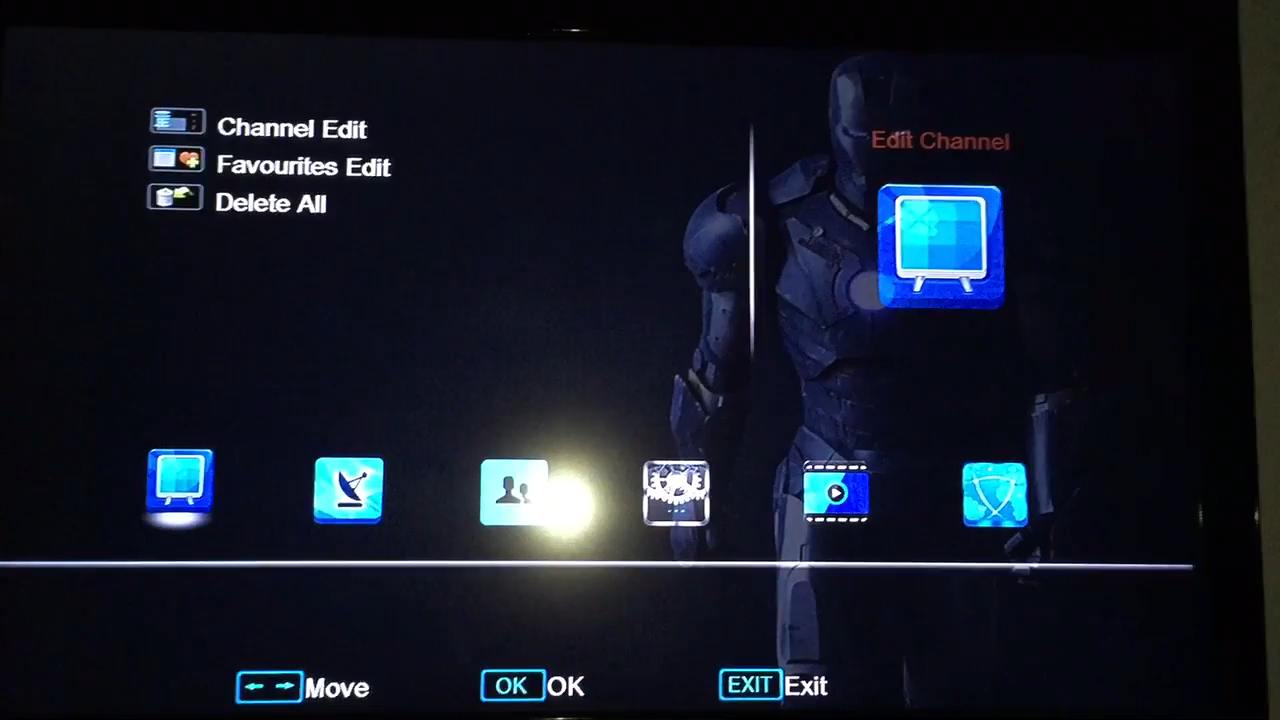 Channel Edit
Favourites Edit
Delete All
Edit Channel
Move
OK OK
EXIT Exit